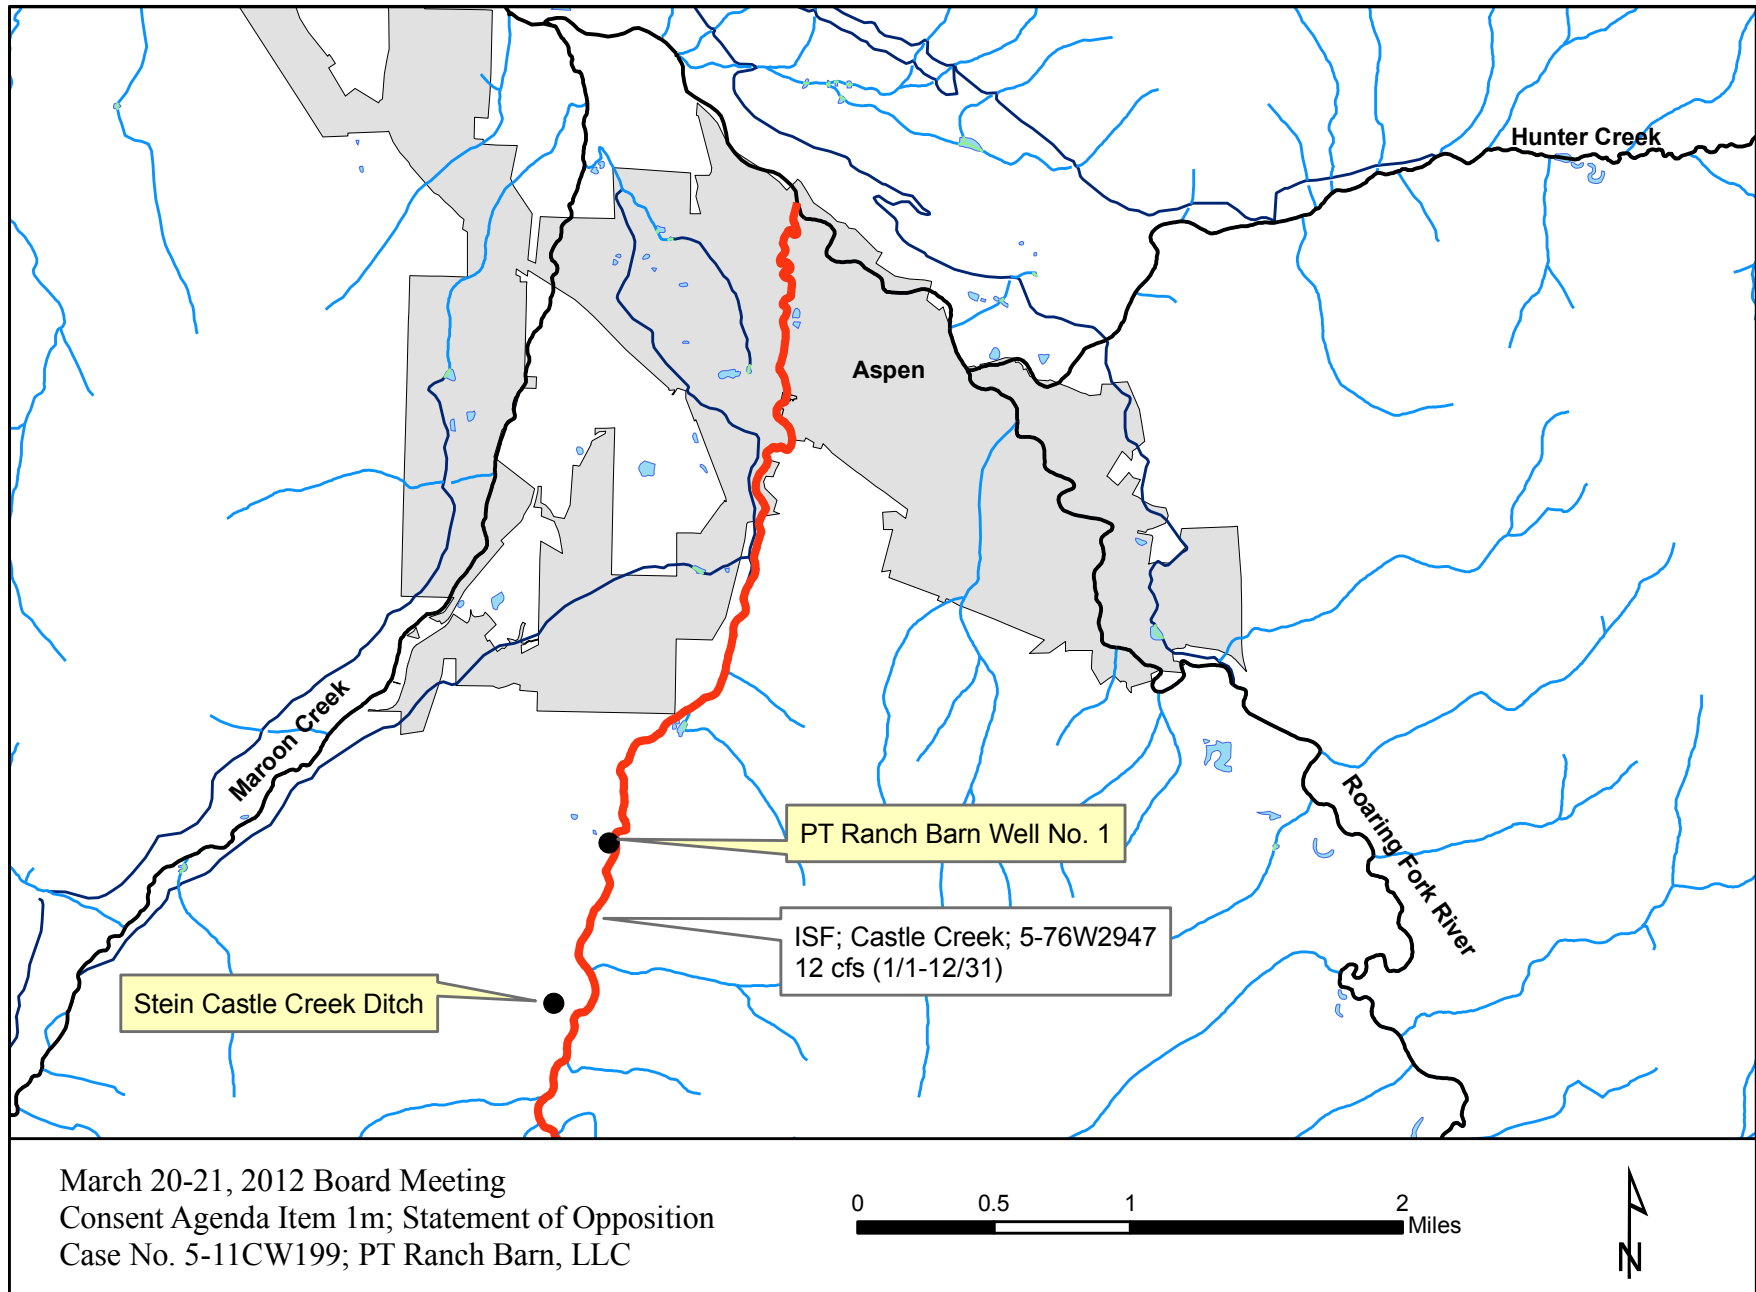 Hunter Creek
Aspen
Maroon Creek
PT Ranch Barn Well No. 1
Roaring Fork River
ISF; Castle Creek; 5-76W2947
12 cfs (1/1-12/31)
Stein Castle Creek Ditch
March 20-21, 2012 Board Meeting
Consent Agenda Item 1m; Statement of Opposition
Case No. 5-11CW199; PT Ranch Barn, LLC
0 0.5 1 2
Miles
N